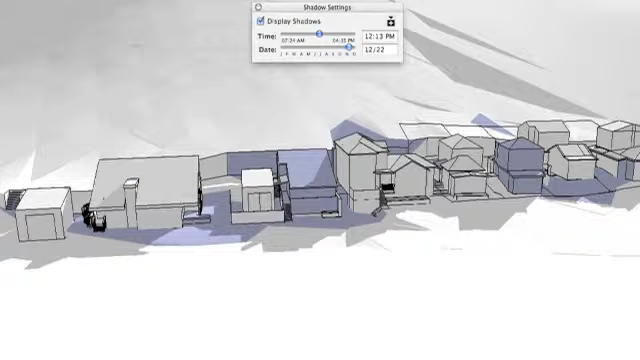 Shadow Settings
Display Shadows
Time: 12:13 PM
07:24 AM 04:35 PM
Date: 12/22
J F M A M J J A S O N D